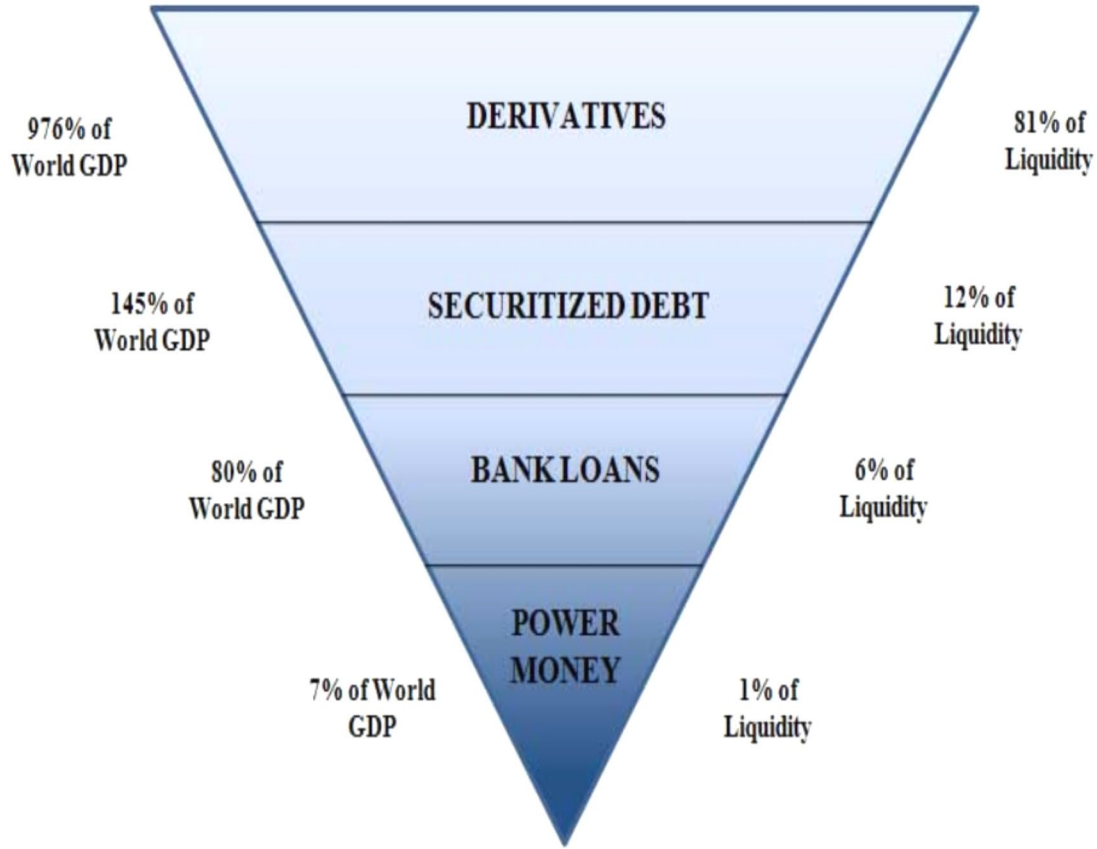 DERIVATIVES
976% of
World GDP
81% of
Liquidity
SECURITIZED DEBT
145% of
World GDP
12% of
Liquidity
BANK LOANS
80% of
World GDP
6% of
Liquidity
POWER
MONEY
7% of World
GDP
1% of
Liquidity